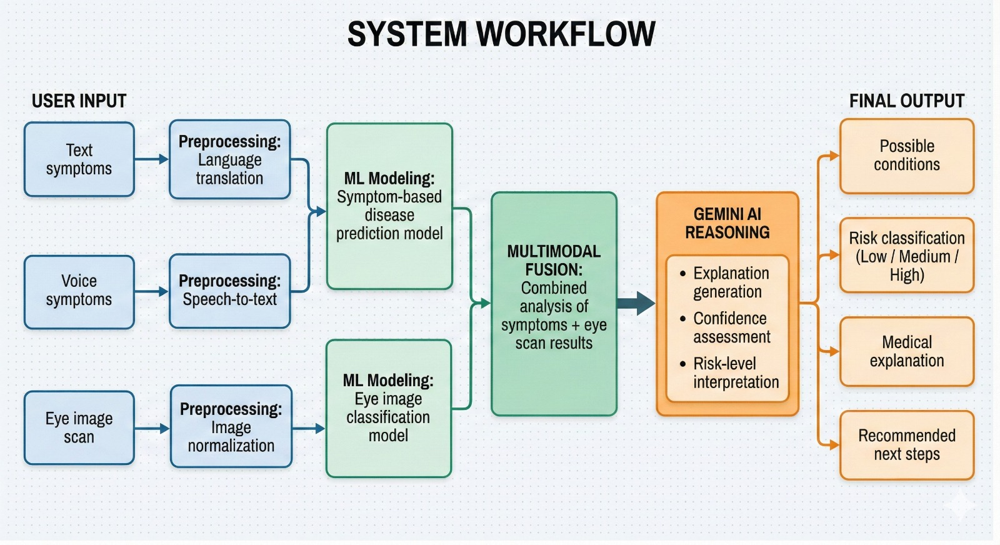 SYSTEM WORKFLOW
USER INPUT
Text
symptoms
Preprocessing:
Language
translation
Voice
symptoms
Preprocessing:
Speech-to-text
Eye image
scan
Preprocessing:
Image
normalization
ML Modeling:
Symptom-based
disease
prediction model
ML Modeling:
Eye image
classification
model
MULTIMODAL
FUSION:
Combined
analysis of
symptoms + eye
scan results
GEMINI AI
REASONING
• Explanation
generation
• Confidence
assessment
• Risk-level
interpretation
FINAL OUTPUT
Possible
conditions
Risk classification
(Low / Medium /
High)
Medical
explanation
Recommended
next steps